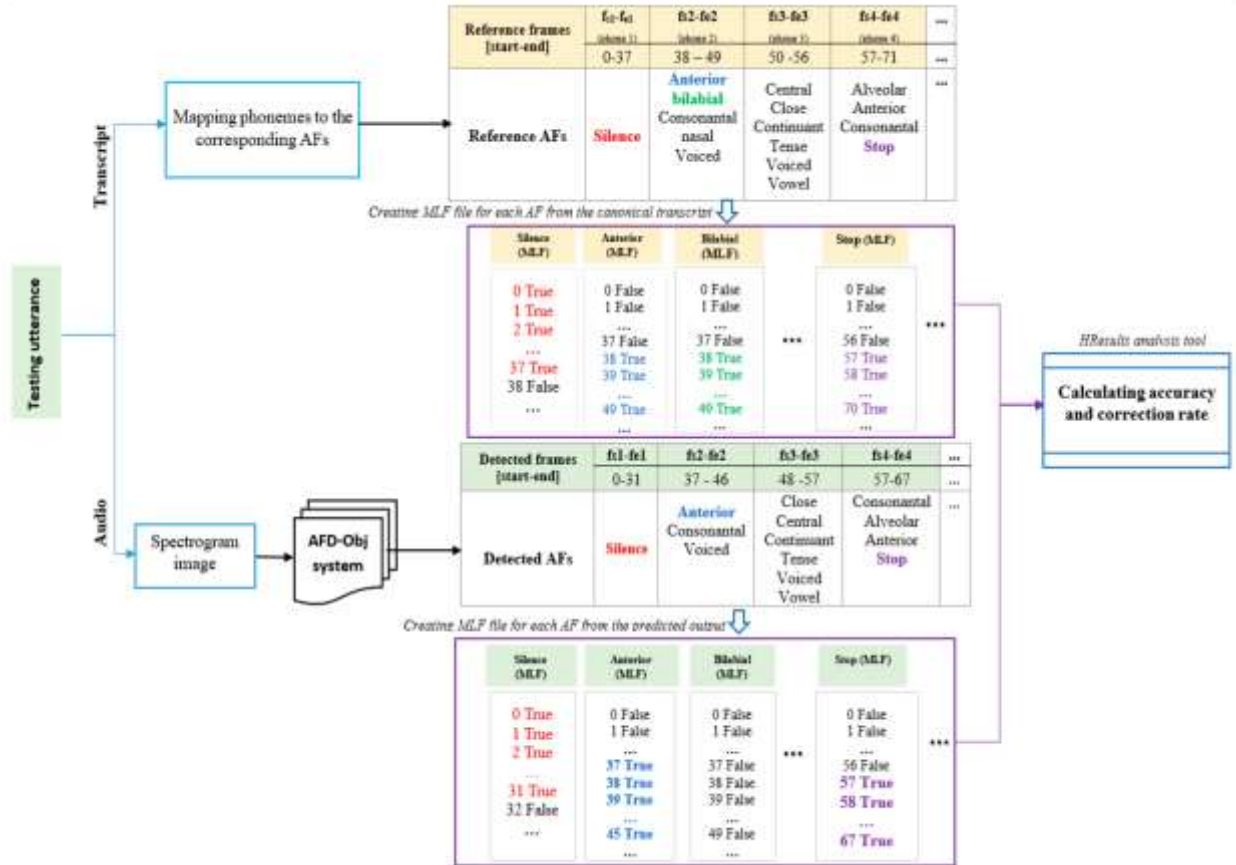 Testing utterance
Transcript
Audio
Mapping phonemes to the
corresponding AFs
Reference frames
[start-end]
fs1-fe1
(phone 1)
fs2-fe2
(phone 2)
fs3-fe3
(phone 3)
fs4-fe4
(phone 4)
...
0-37
38 – 49
50 -56
57-71
...
Reference AFs
Silence
Anterior
bilabial
Consonantal
nasal
Voiced
Central
Close
Continuant
Tense
Voiced
Vowel
Alveolar
Anterior
Consonantal
Stop
...
Creating MLF file for each AF from the canonical transcript
Silence
(MLF)
0 True
1 True
2 True
...
37 True
38 False
...
Anterior
(MLF)
0 False
1 False
...
37 False
38 True
39 True
...
49 True
...
Bilabial
(MLF)
0 False
1 False
...
37 False
38 True
39 True
...
49 True
...
...
Stop (MLF)
0 False
1 False
...
56 False
57 True
58 True
...
70 True
...
...
HResults analysis tool
Calculating accuracy
and correction rate
Spectrogram
image
AFD-Obj
system
Detected frames
[start-end]
fs1-fe1
fs2-fe2
fs3-fe3
fs4-fe4
...
0-31
37 - 46
48 -57
57-67
...
Detected AFs
Silence
Anterior
Consonantal
Voiced
Close
Central
Continuant
Tense
Voiced
Vowel
Consonantal
Alveolar
Anterior
Stop
...
Creating MLF file for each AF from the predicted output
Silence
(MLF)
0 True
1 True
2 True
...
31 True
32 False
...
Anterior
(MLF)
0 False
1 False
...
37 True
38 True
39 True
...
45 True
...
Bilabial
(MLF)
0 False
1 False
...
37 False
38 False
39 False
...
49 False
...
...
Stop (MLF)
0 False
1 False
...
56 False
57 True
58 True
...
67 True
...